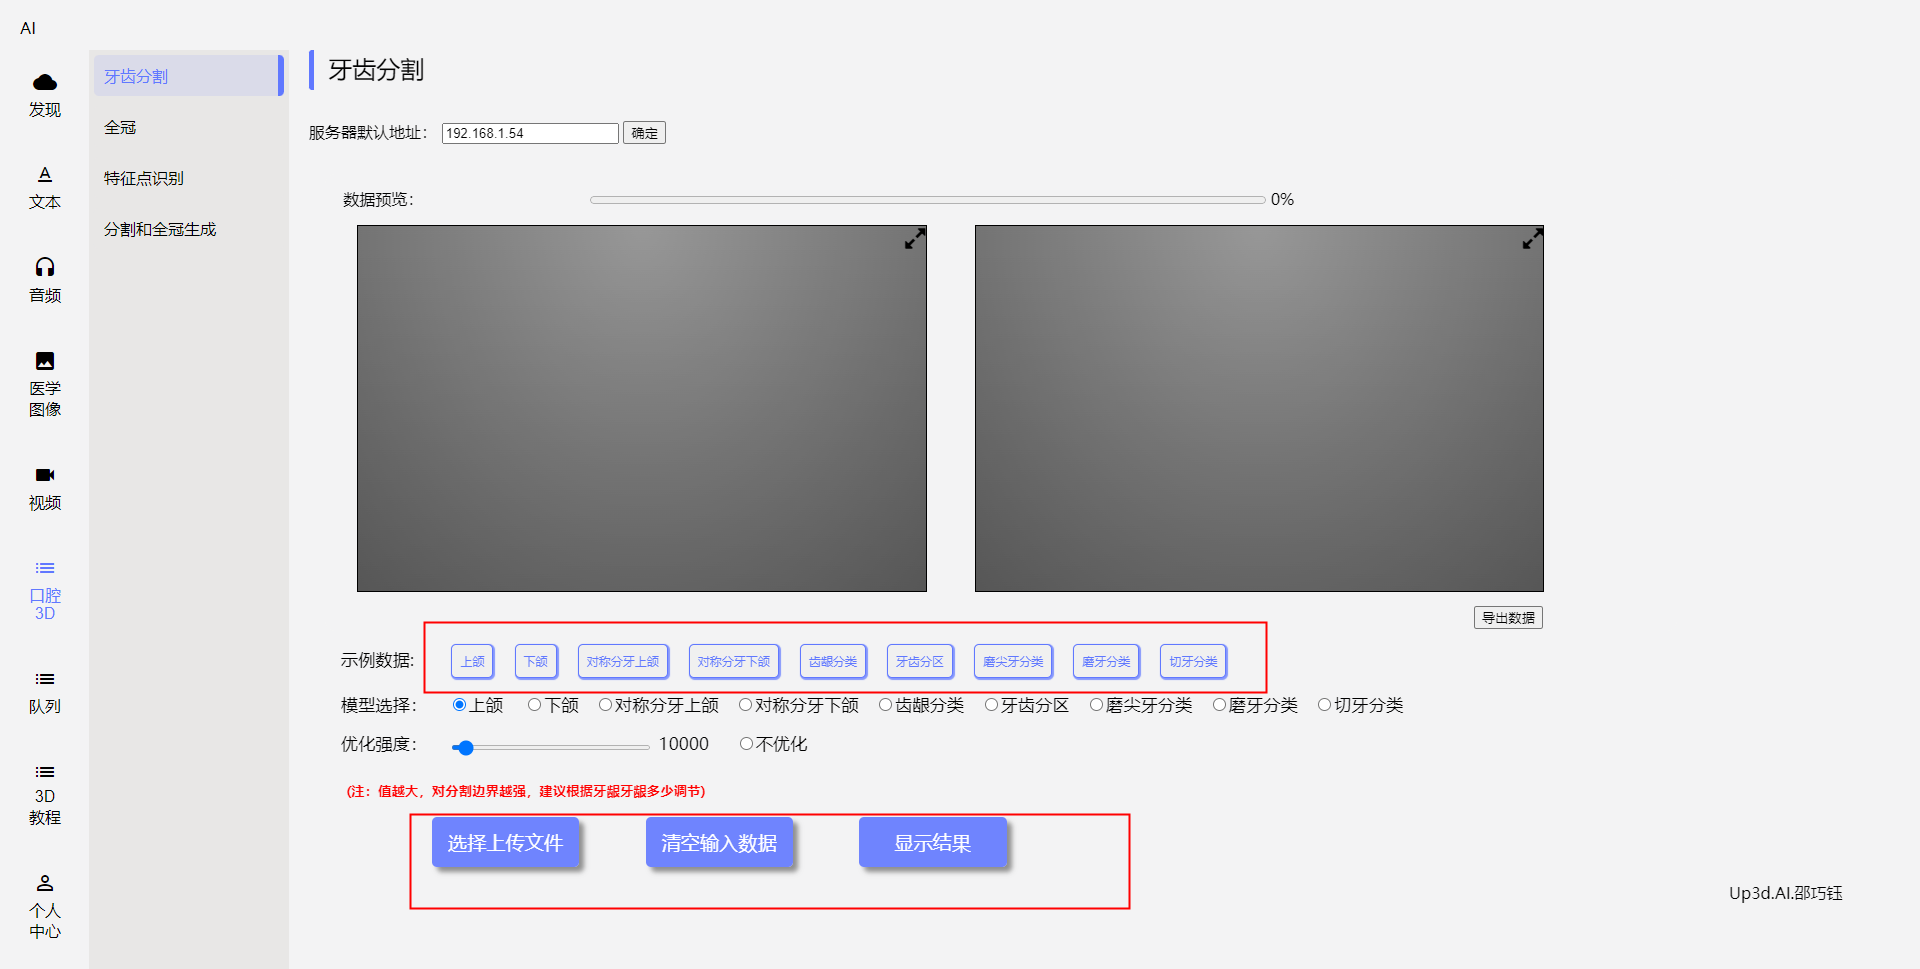 AI
发现
文本
音频
医学
图像
视频
口腔
3D
队列
3D
教程
个人
中心
牙齿分割
全冠
特征点识别
分割和全冠生成
牙齿分割
服务器默认地址： 192.168.1.54 确定
数据预览： 0%
导出数据
示例数据: 上颌 下颌 对称分牙上颌 对称分牙下颌 齿龈分类 牙齿分区 磨尖牙分类 磨牙分类 切牙分类
模型选择： 上颌 下颌 对称分牙上颌 对称分牙下颌 齿龈分类 牙齿分区 磨尖牙分类 磨牙分类 切牙分类
优化强度： 10000 不优化
(注：值越大，对分割边界越强，建议根据牙龈牙龈多少调节)
选择上传文件 清空输入数据 显示结果
Up3d.AI.邵巧钰